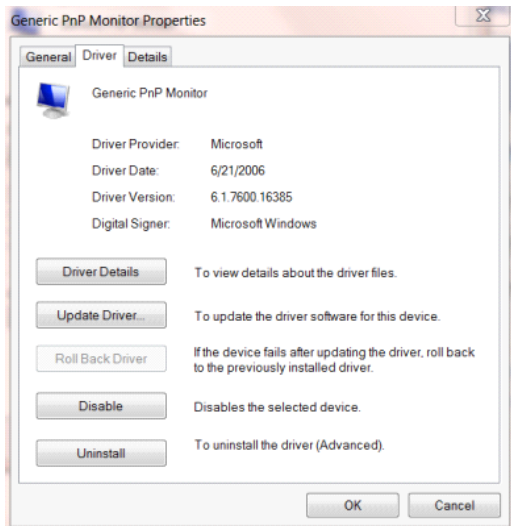 Generic PnP Monitor Properties
General Driver Details
Generic PnP Monitor
Driver Provider: Microsoft
Driver Date: 6/21/2006
Driver Version: 6.1.7600.16385
Digital Signer: Microsoft Windows
Driver Details To view details about the driver files.
Update Driver... To update the driver software for this device.
Roll Back Driver If the device fails after updating the driver, roll back
to the previously installed driver.
Disable Disables the selected device.
Uninstall To uninstall the driver (Advanced).
OK Cancel